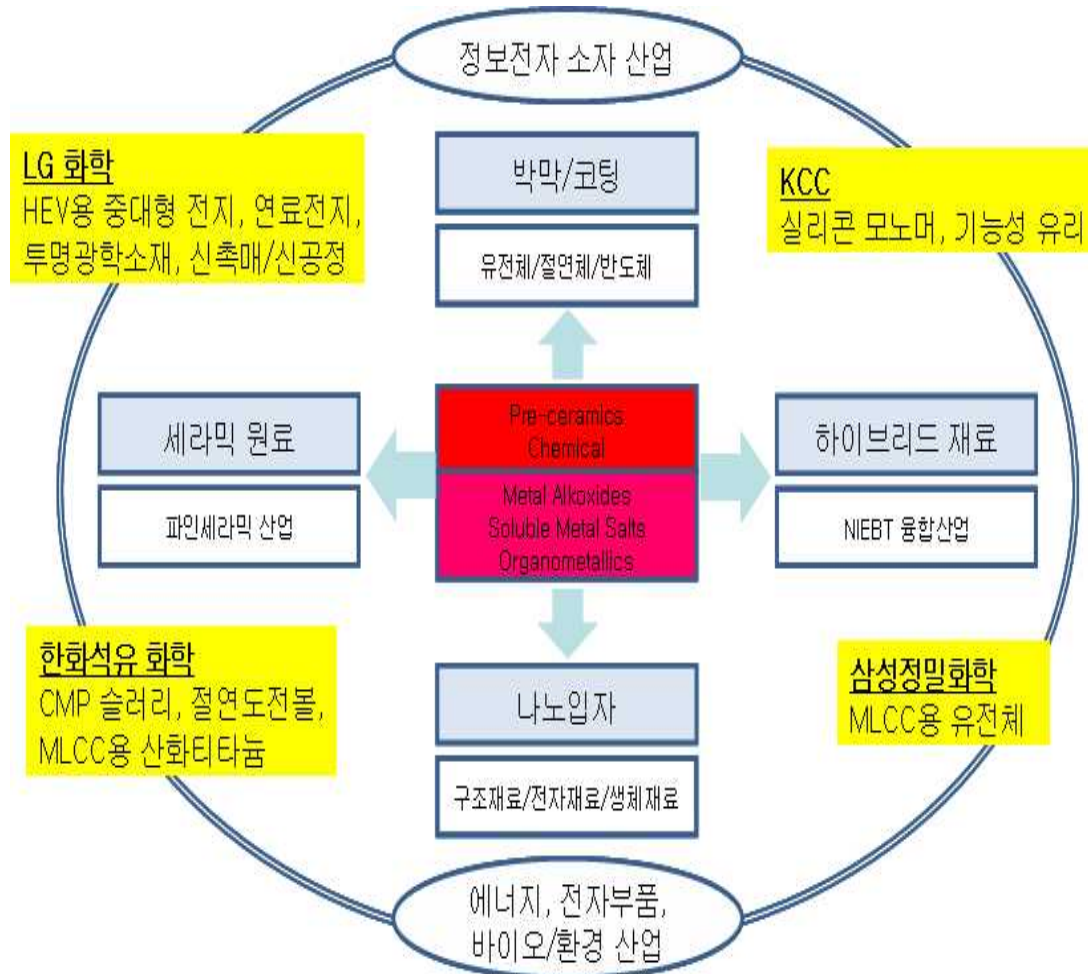 정보전자 소자 산업
LG 화학
HEV용 중대형 전지, 연료전지,
투명광학소재, 신촉매/신공정
박막/코팅
유전체/절연체/반도체
KCC
실리콘 모노머, 기능성 유리
세라믹 원료
파인세라믹 산업
Pre-ceramics
Chemical
Metal Alkoxides
Soluble Metal Salts
Organometallics
하이브리드 재료
NIEBT 융합산업
한화석유 화학
CMP 슬러리, 절연도전볼,
MLCC용 산화티타늄
나노입자
구조재료/전자재료/생체재료
삼성정밀화학
MLCC용 유전체
에너지, 전자부품,
바이오/환경 산업